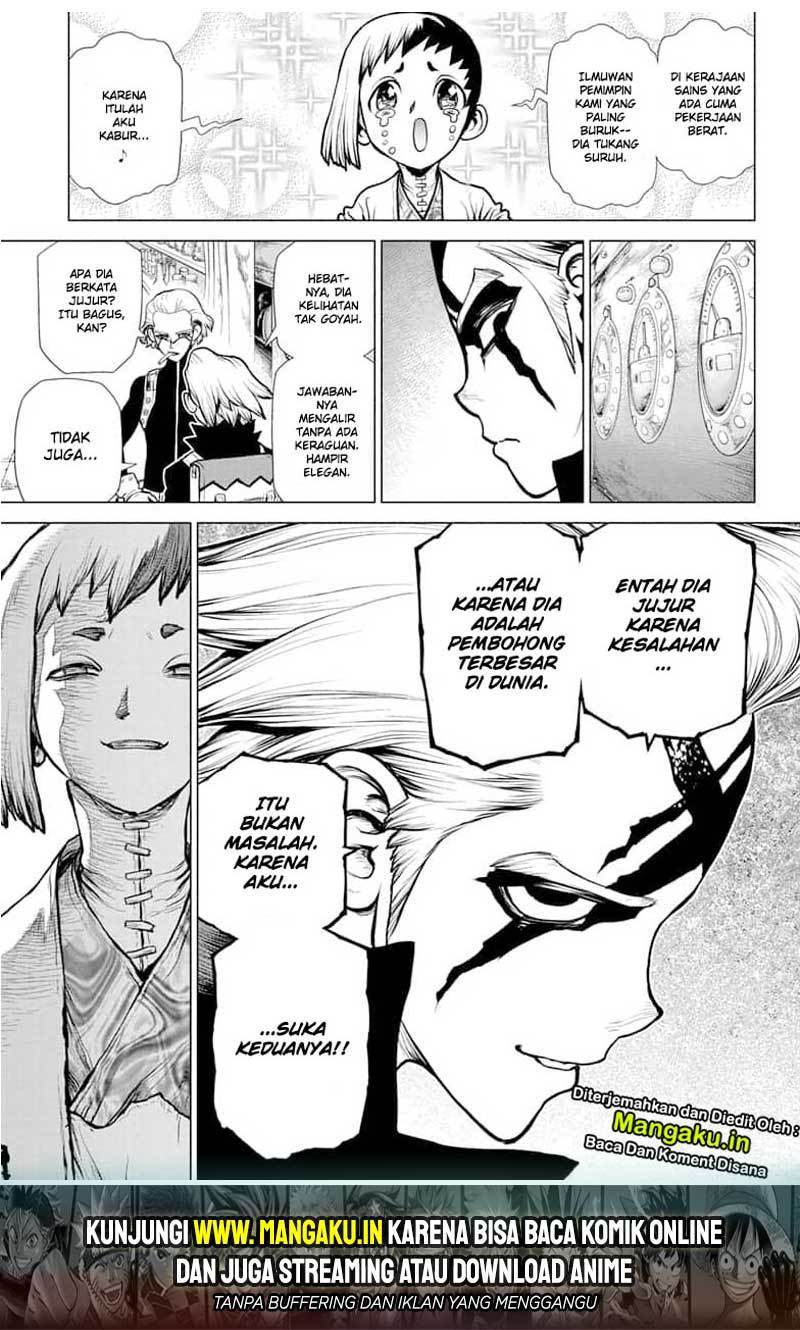 DI KERAJAAN
SAINS YANG
ADA CUMA
PEKERJAAN
BERAT.
ILMUWAN
PEMIMPIN
KAMI YANG
PALING
BURUK--
DIA TUKANG
SURUH.
KARENA
ITULAH
AKU
KABUR...
♪
HEBAT-
NYA, DIA
KELIHATAN
TAK GOYAH.
JAWABAN-
NYA
MENGALIR
TANPA ADA
KERAGUAN.
HAMPIR
ELEGAN.
APA DIA
BERKATA
JUJUR?
ITU BAGUS,
KAN?
TIDAK
JUGA...
ENTAH DIA
JUJUR
KARENA
KESALAHAN
...
...ATAU
KARENA DIA
ADALAH
PEMBOHONG
TERBESAR
DI DUNIA.
ITU
BUKAN
MASALAH.
KARENA
AKU...
...SUKA
KEDUANYA!!
Diterjemahkan dan Diedit Oleh :
Mangaku.in
Baca Dan Koment Disana
KUNJUNGI WWW. MANGAKU.IN KARENA BISA BACA KOMIK ONLINE
DAN JUGA STREAMING ATAU DOWNLOAD ANIME
TANPA BUFFERING DAN IKLAN YANG MENGGANGU